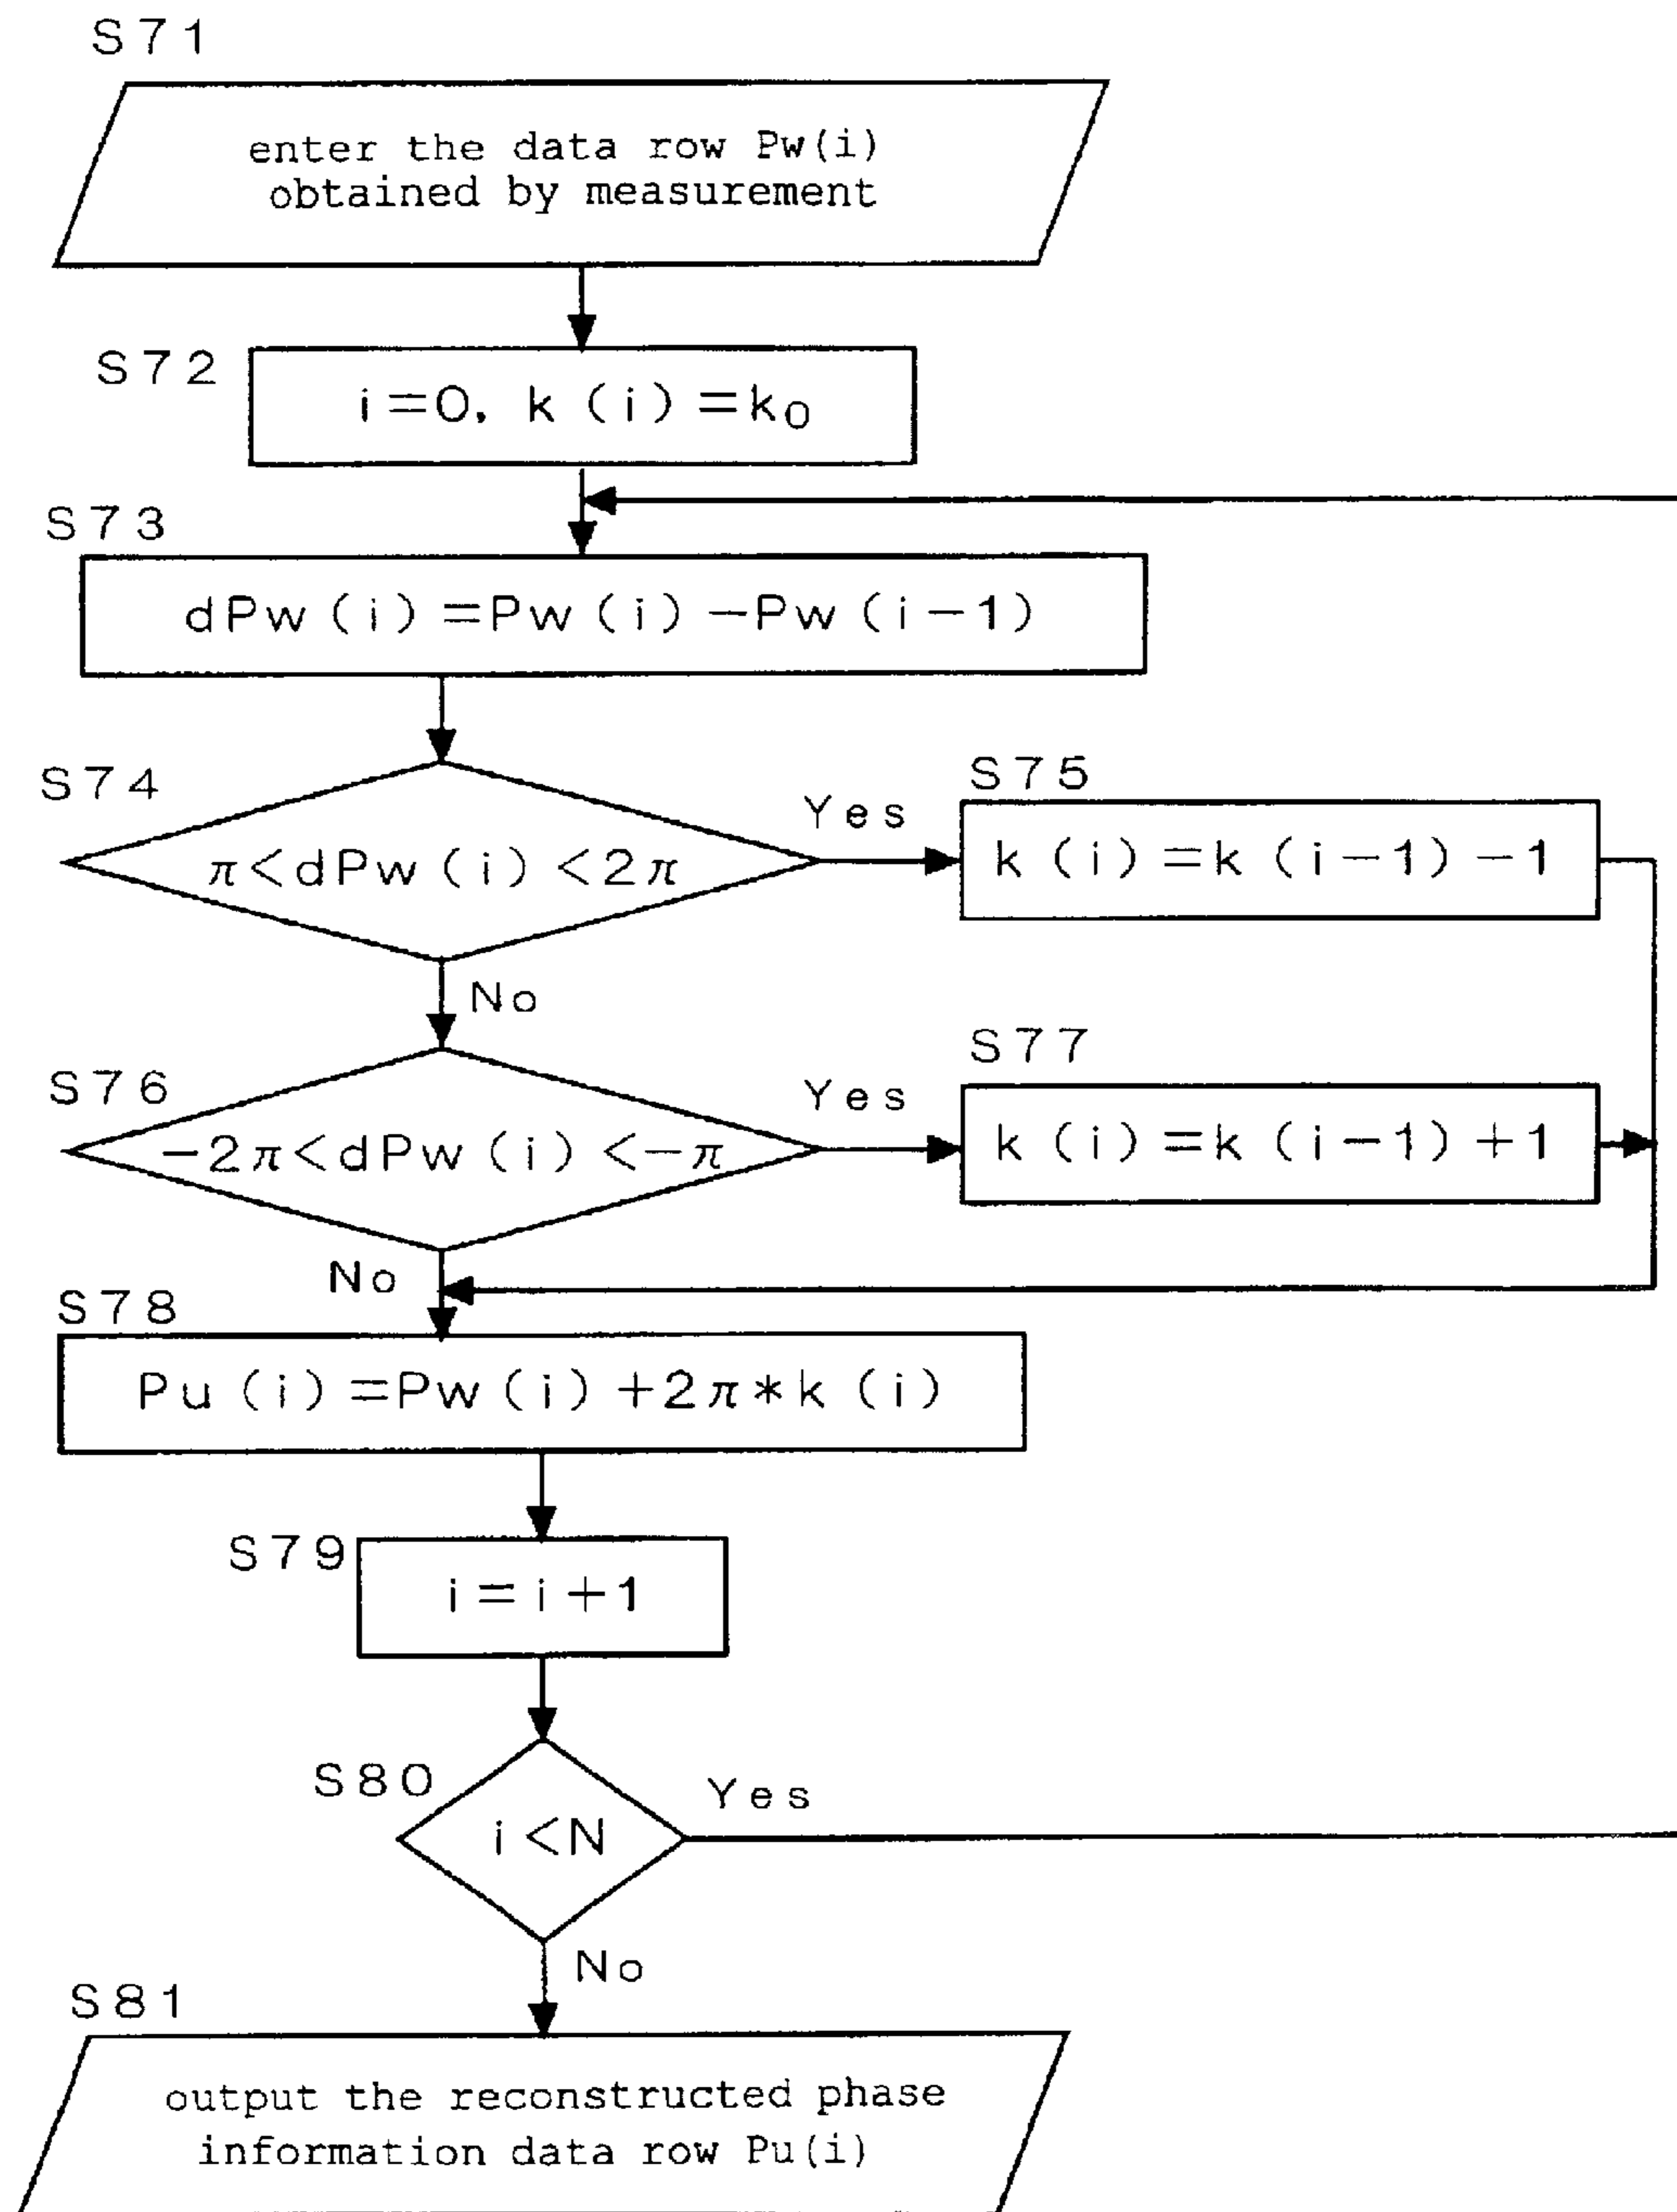 S71
enter the data row Pw(i)
obtained by measurement
S72
i=0, k(i)=k₀
S73
dPw(i)=Pw(i)−Pw(i−1)
S74
π<dPw(i)<2π
Yes
S75
k(i)=k(i−1)−1
No
S76
−2π<dPw(i)<−π
Yes
S77
k(i)=k(i−1)+1
No
S78
Pu(i)=Pw(i)+2π*k(i)
S79
i=i+1
S80
i<N
Yes
No
S81
output the reconstructed phase
information data row Pu(i)